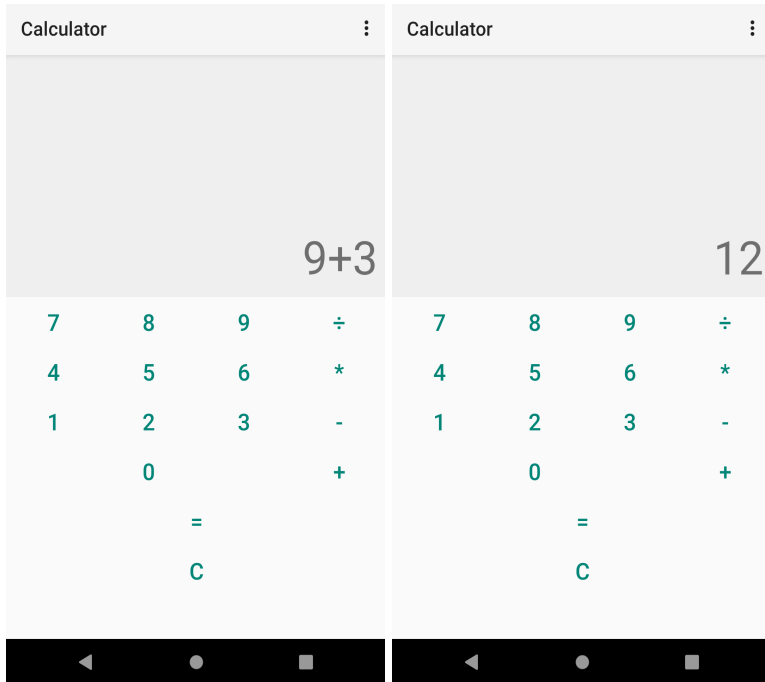 Calculator
9+3
7 8 9 ÷
4 5 6 *
1 2 3 -
0 +
=
C
Calculator
12
7 8 9 ÷
4 5 6 *
1 2 3 -
0 +
=
C